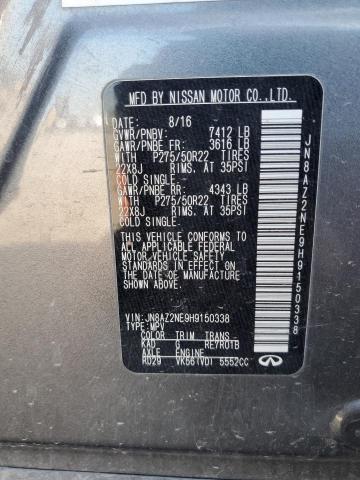 MFD BY NISSAN MOTOR CO.,LTD.
DATE: 8/16
GVWR/PNBV: 7412 LB
GAWR/PNBE FR: 3616 LB
WITH P275/50R22 TIRES
22X8J RIMS. AT 35PSI
COLD SINGLE.
GAWR/PNBE RR: 4343 LB
WITH P275/50R22 TIRES
22X8J RIMS. AT 35PSI
COLD SINGLE.
THIS VEHICLE CONFORMS TO
ALL APPLICABLE FEDERAL
MOTOR VEHICLE SAFETY
STANDARDS IN EFFECT ON
THE DATE OF MANUFACTURE
SHOWN ABOVE.
VIN: JN8AZ2NE9H9150338
TYPE: MPV
COLOR TRIM TRANS
KAD G RE7R01B
AXLE ENGINE
RD29 VK56(VD) 5552CC
INFINITI
JN8AZ2NE9H9150338